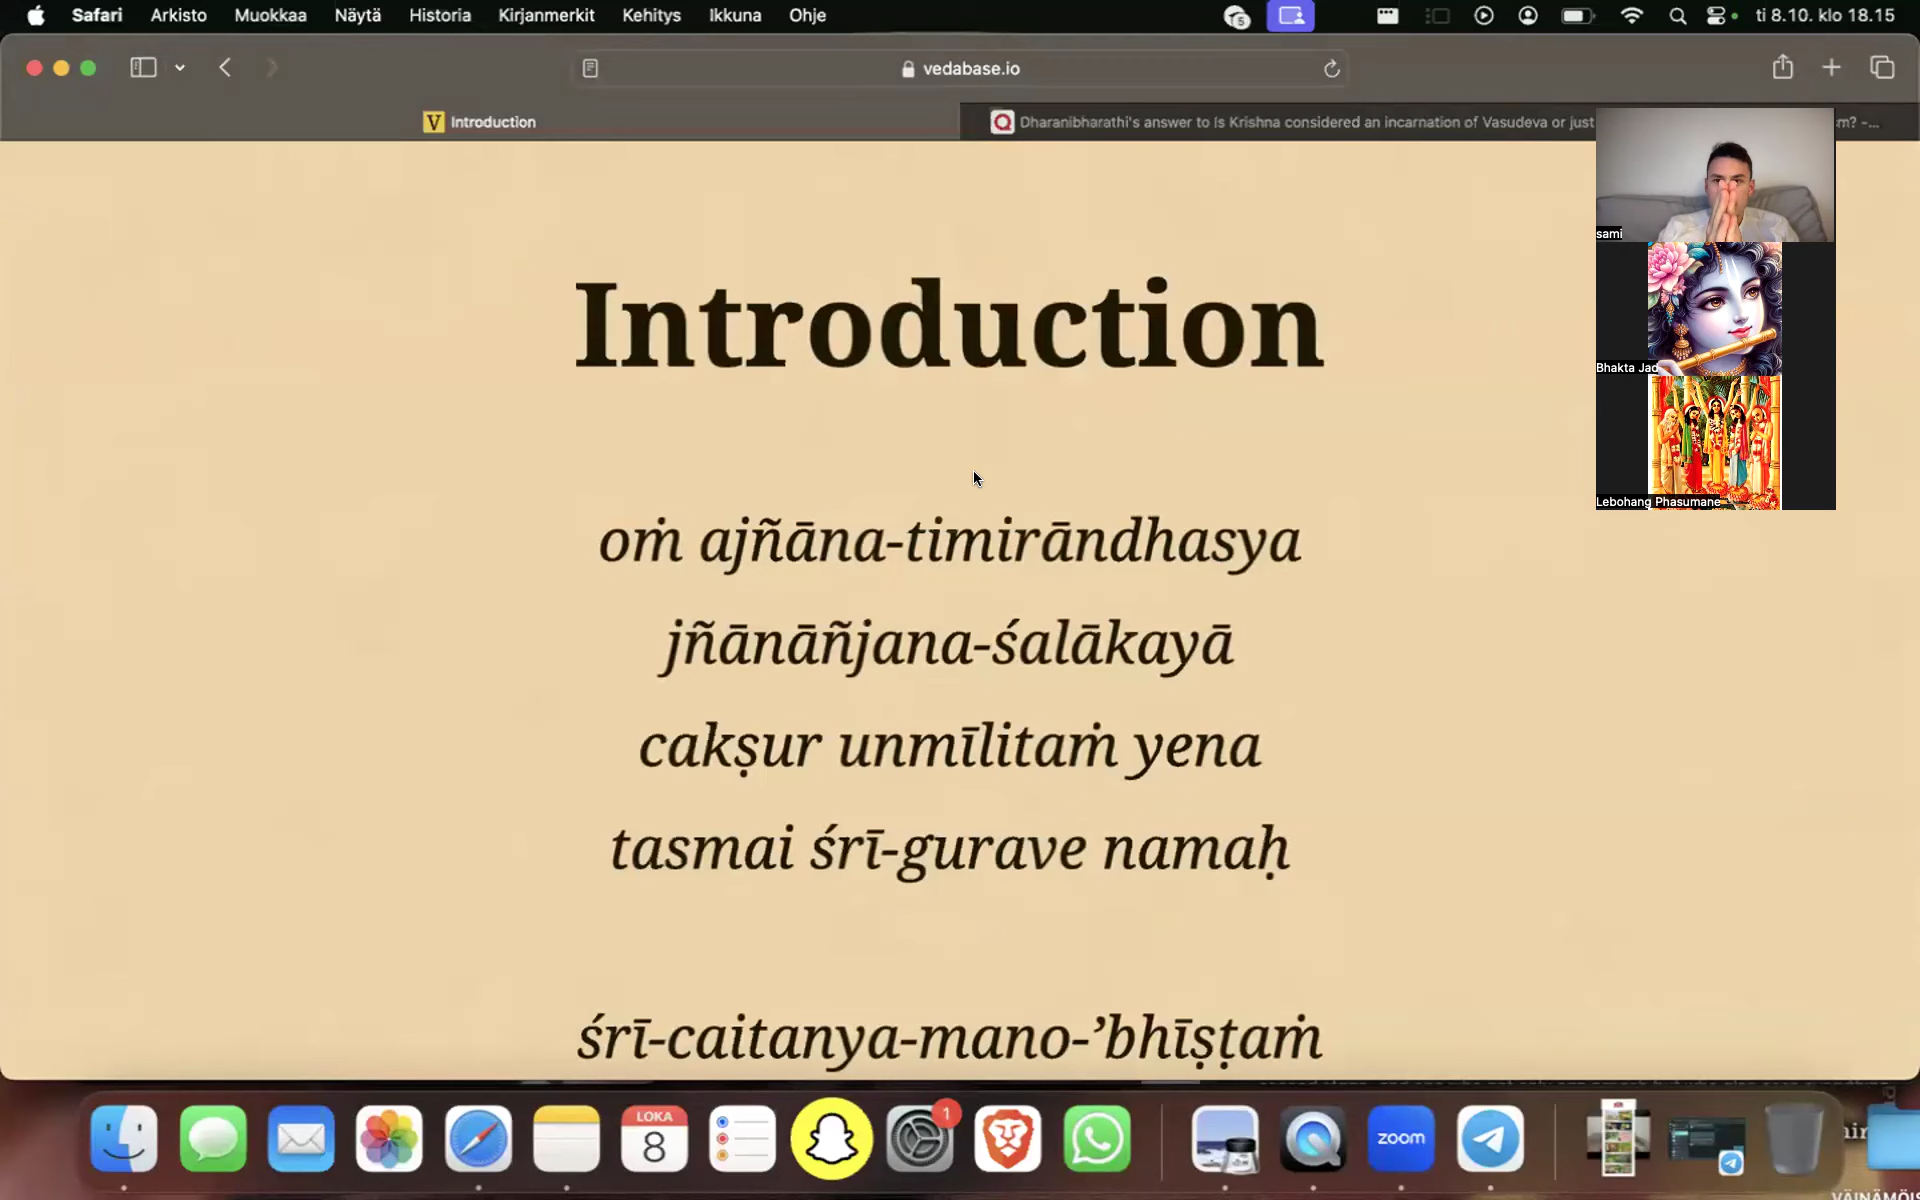 Safari Arkisto Muokkaa Näytä Historia Kirjanmerkit Kehitys Ikkuna Ohje 5 ti 8.10. klo 18.15
vedabase.io
V Introduction
Dharanibharathi's answer to Is Krishna considered an incarnation of Vasudeva or just m? -...
sami
Bhakta Jad
Lebohang Phasumane
Introduction
oṁ ajñāna-timirāndhasya
jñānāñjana-śalākayā
cakṣur unmīlitaṁ yena
tasmai śrī-gurave namaḥ
śrī-caitanya-mano-’bhīṣṭaṁ
LOKA
8
1
zoom